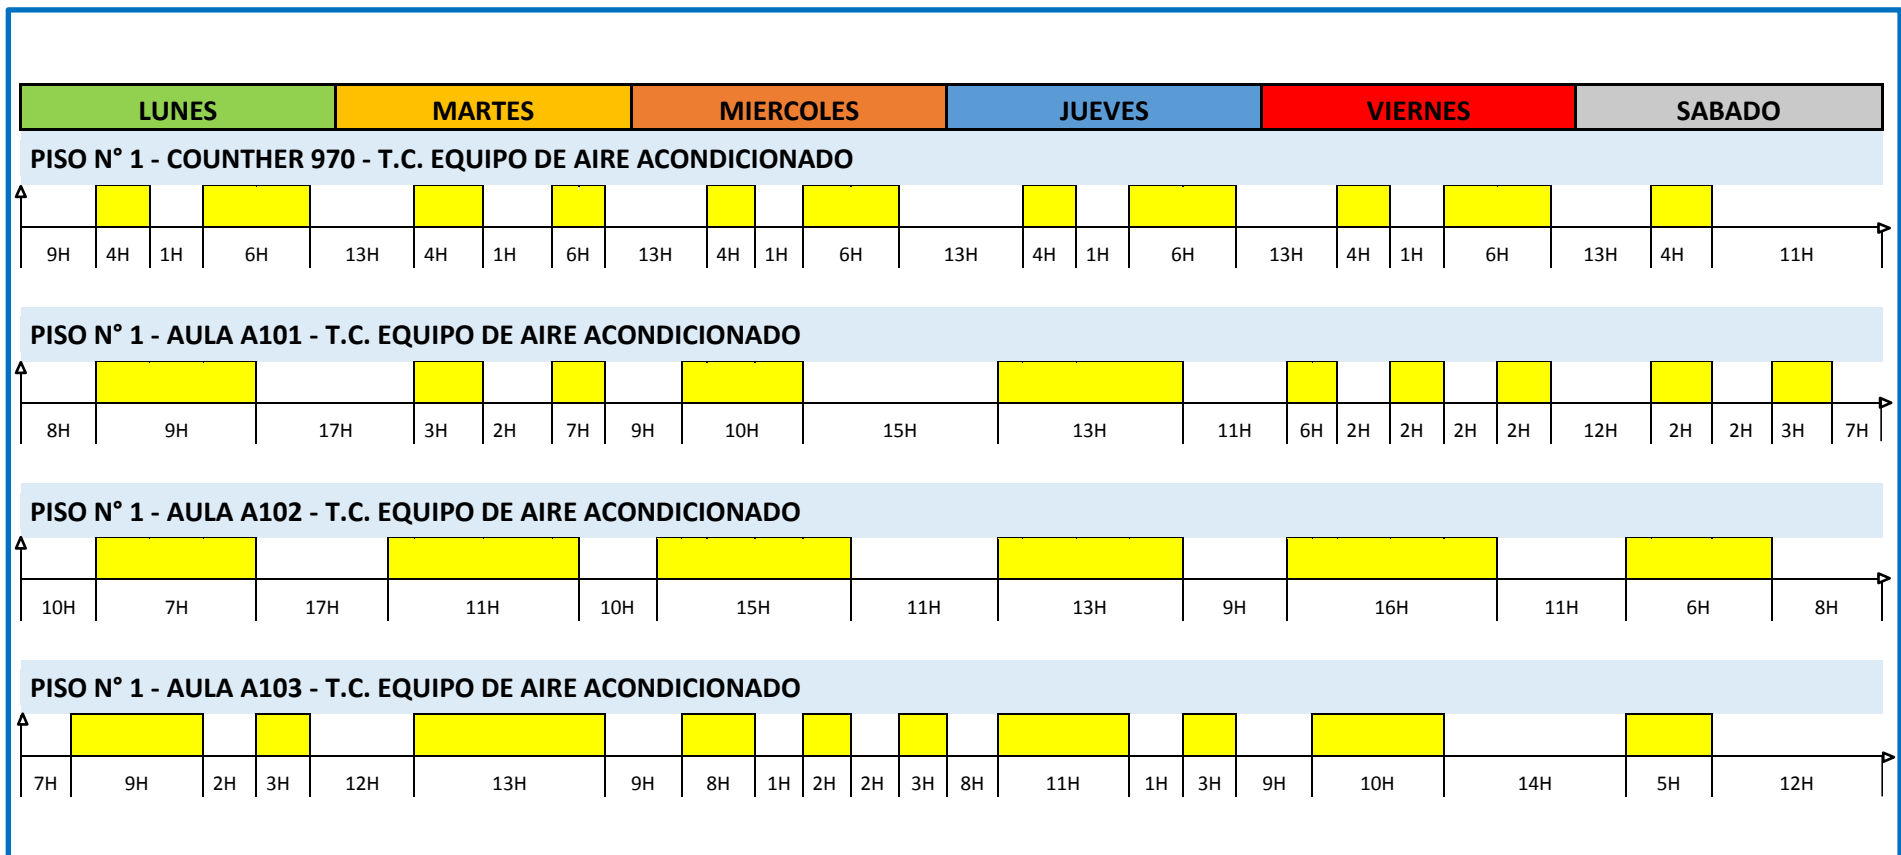 LUNES MARTES MIERCOLES JUEVES VIERNES SABADO
PISO N° 1 - COUNTHER 970 - T.C. EQUIPO DE AIRE ACONDICIONADO
9H 4H 1H 6H 13H 4H 1H 6H 13H 4H 1H 6H 13H 4H 1H 6H 13H 4H 1H 6H 13H 4H 11H
PISO N° 1 - AULA A101 - T.C. EQUIPO DE AIRE ACONDICIONADO
8H 9H 17H 3H 2H 7H 9H 10H 15H 13H 11H 6H 2H 2H 2H 2H 12H 2H 2H 3H 7H
PISO N° 1 - AULA A102 - T.C. EQUIPO DE AIRE ACONDICIONADO
10H 7H 17H 11H 10H 15H 11H 13H 9H 16H 11H 6H 8H
PISO N° 1 - AULA A103 - T.C. EQUIPO DE AIRE ACONDICIONADO
7H 9H 2H 3H 12H 13H 9H 8H 1H 2H 2H 3H 8H 11H 1H 3H 9H 10H 14H 5H 12H